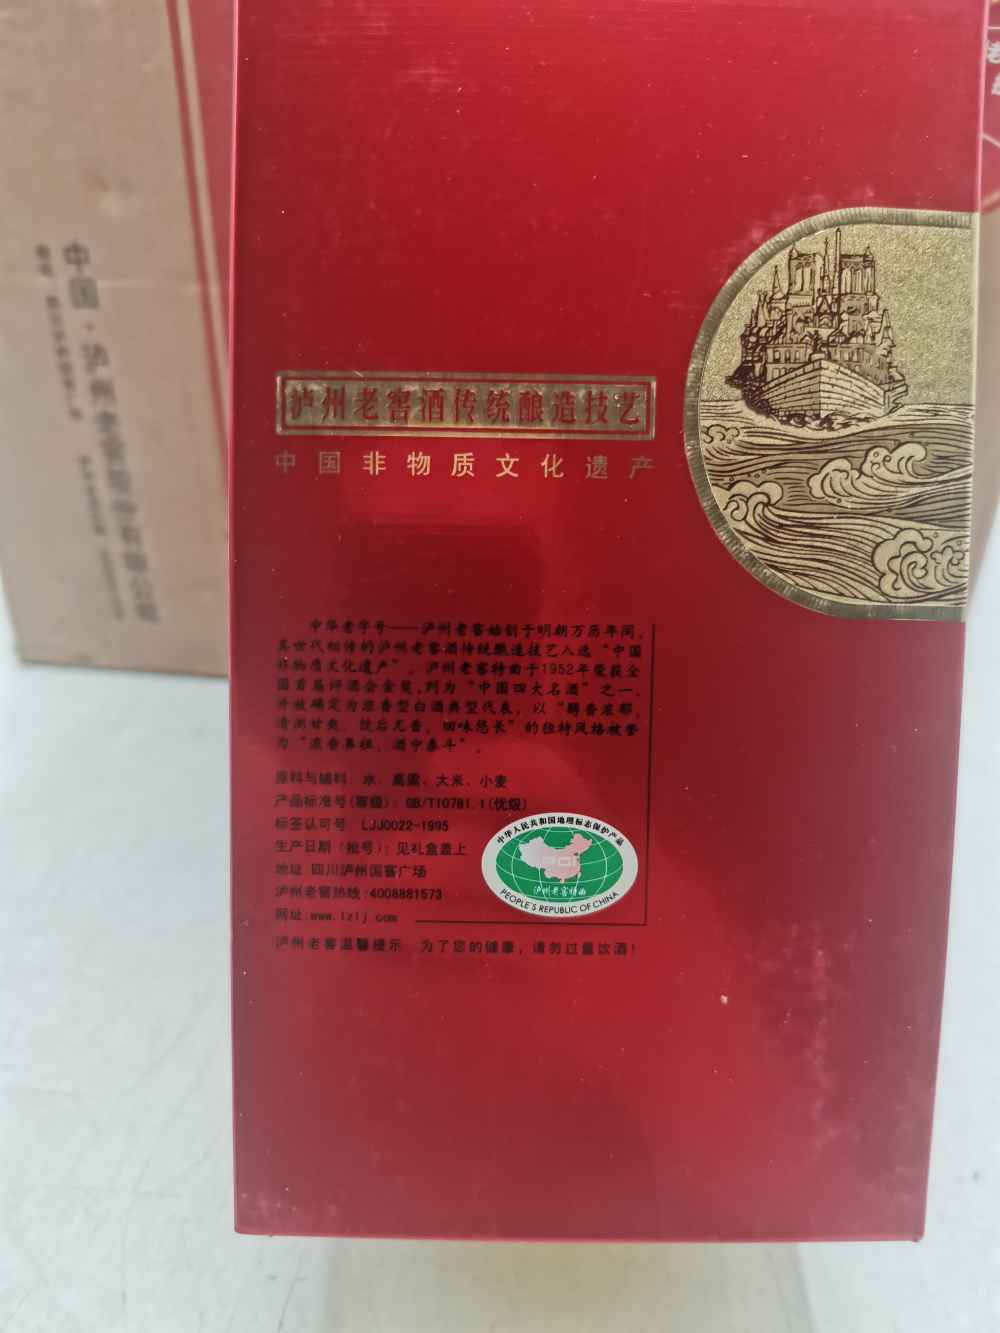 中国·泸州老窖股份有限公司
泸州老窖酒传统酿造技艺
中国非物质文化遗产
中华老字号——泸州老窖始创于明朝万历年间，
其世代相传的泸州老窖酒传统酿造技艺入选“中国
非物质文化遗产”。泸州老窖特曲于1952年荣获全
国首届评酒会金奖，列为“中国四大名酒”之一，
并被确定为浓香型白酒典型代表，以“醇香浓郁，
清洌甘爽，饮后尤香，回味悠长”的独特风格被誉
为“浓香鼻祖，酒中泰斗”。
原料与辅料：水、高粱、大米、小麦
产品标准号(等级)：GB/T10781.1(优级)
标签认可号：LJJ0022-1995
生产日期（批号）：见礼盒盖上
地址：四川泸州国窖广场
泸州老窖热线：4008881573
网址：www.lzlj.com
泸州老窖温馨提示：为了您的健康，请勿过量饮酒！
中华人民共和国地理标志保护产品
PGI
泸州老窖特曲
PEOPLE'S REPUBLIC OF CHINA